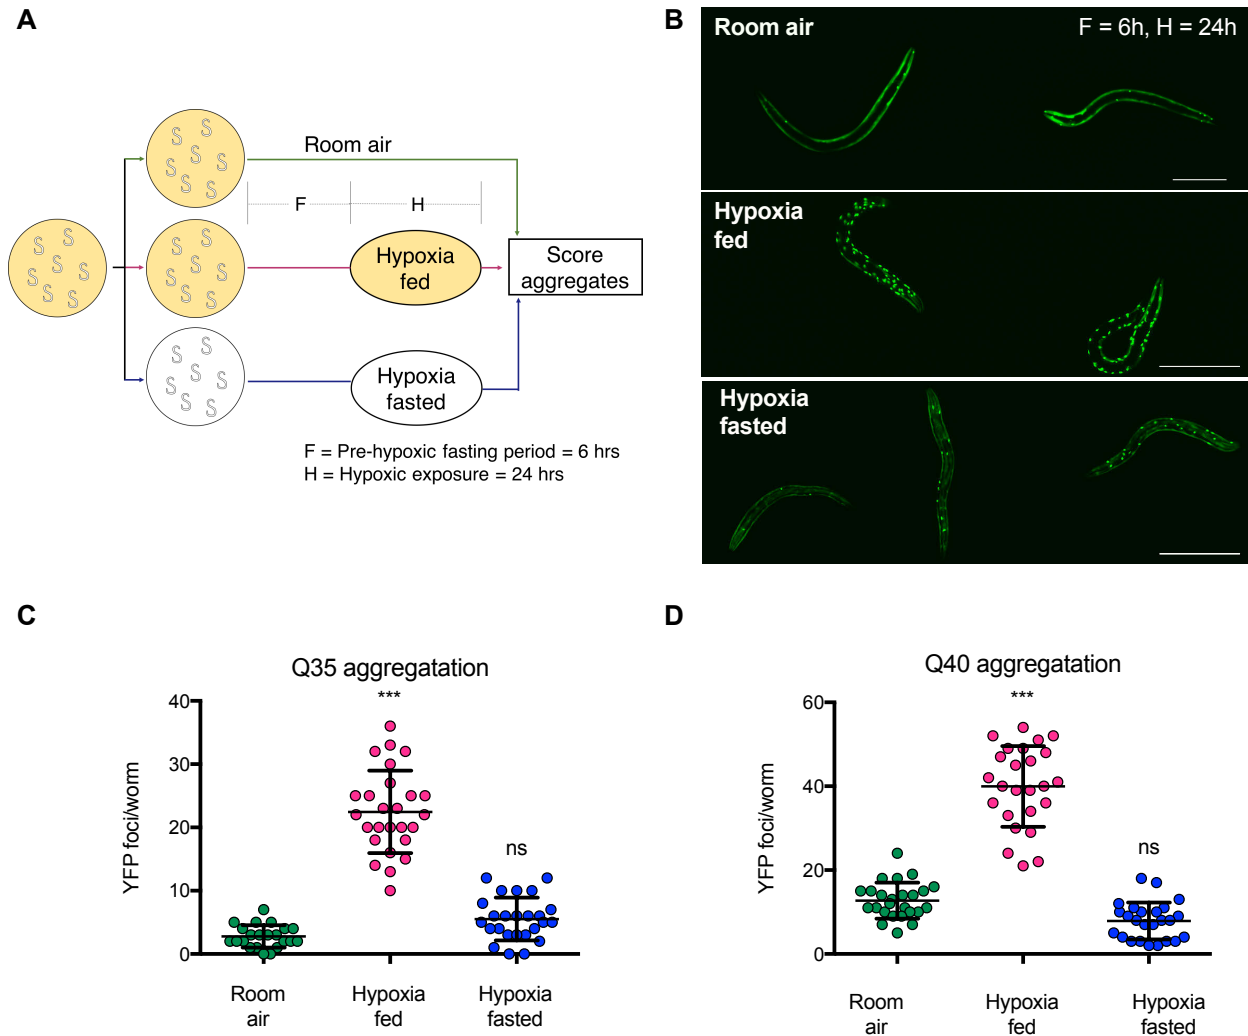 A
Room air
F
H
Hypoxia
fed
Score
aggregates
Hypoxia
fasted
F = Pre-hypoxic fasting period = 6 hrs
H = Hypoxic exposure = 24 hrs
B
Room air
F = 6h, H = 24h
Hypoxia
fed
Hypoxia
fasted
C
Q35 aggregatation
***
ns
40
30
20
10
0
YFP foci/worm
Room
air
Hypoxia
fed
Hypoxia
fasted
D
Q40 aggregatation
***
ns
60
40
20
0
YFP foci/worm
Room
air
Hypoxia
fed
Hypoxia
fasted